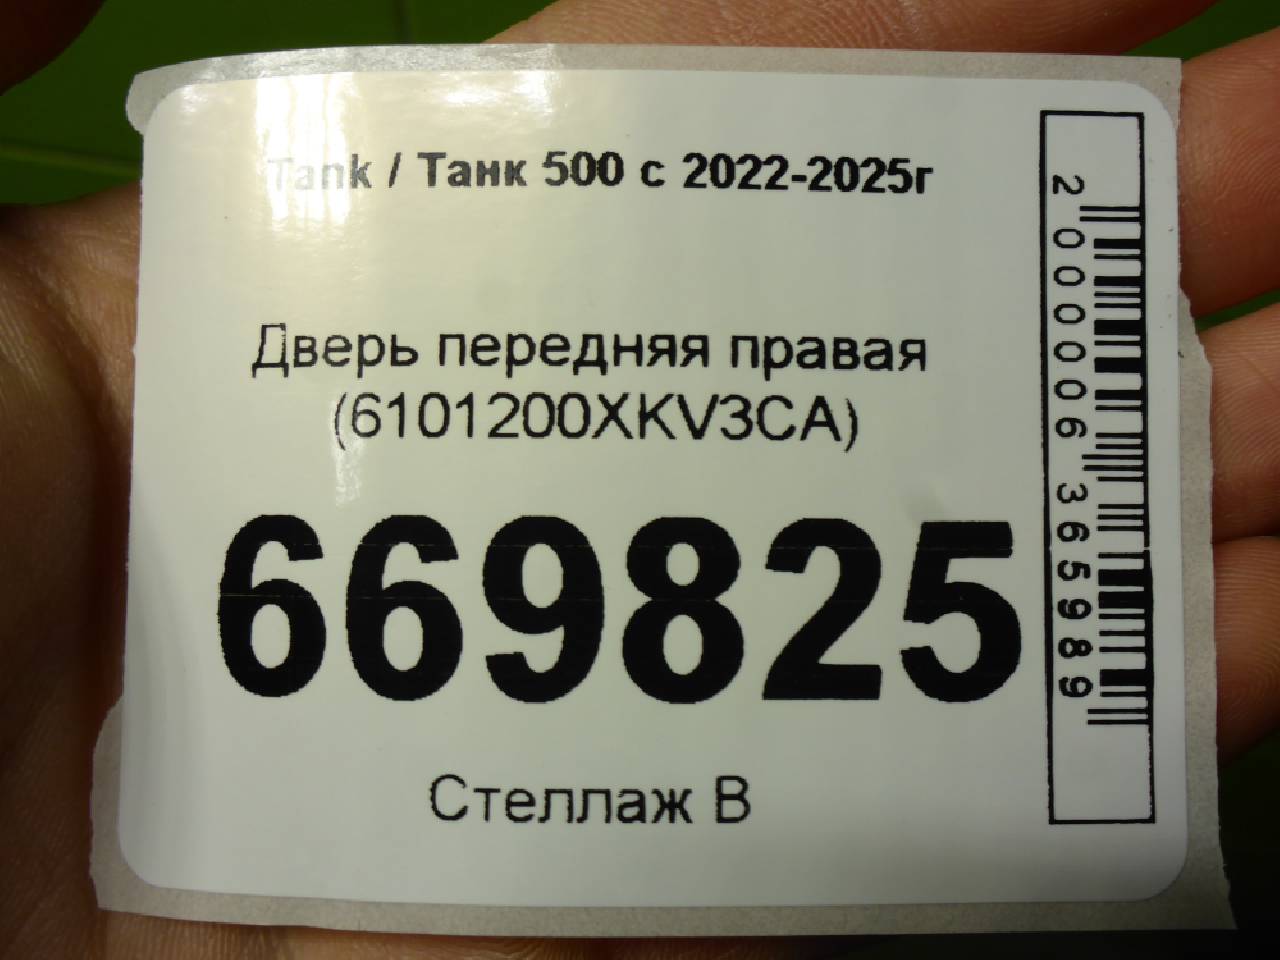 Tank / Танк 500 с 2022-2025г
Дверь передняя правая
(6101200XKV3CA)
669825
Стеллаж В
2000006365989